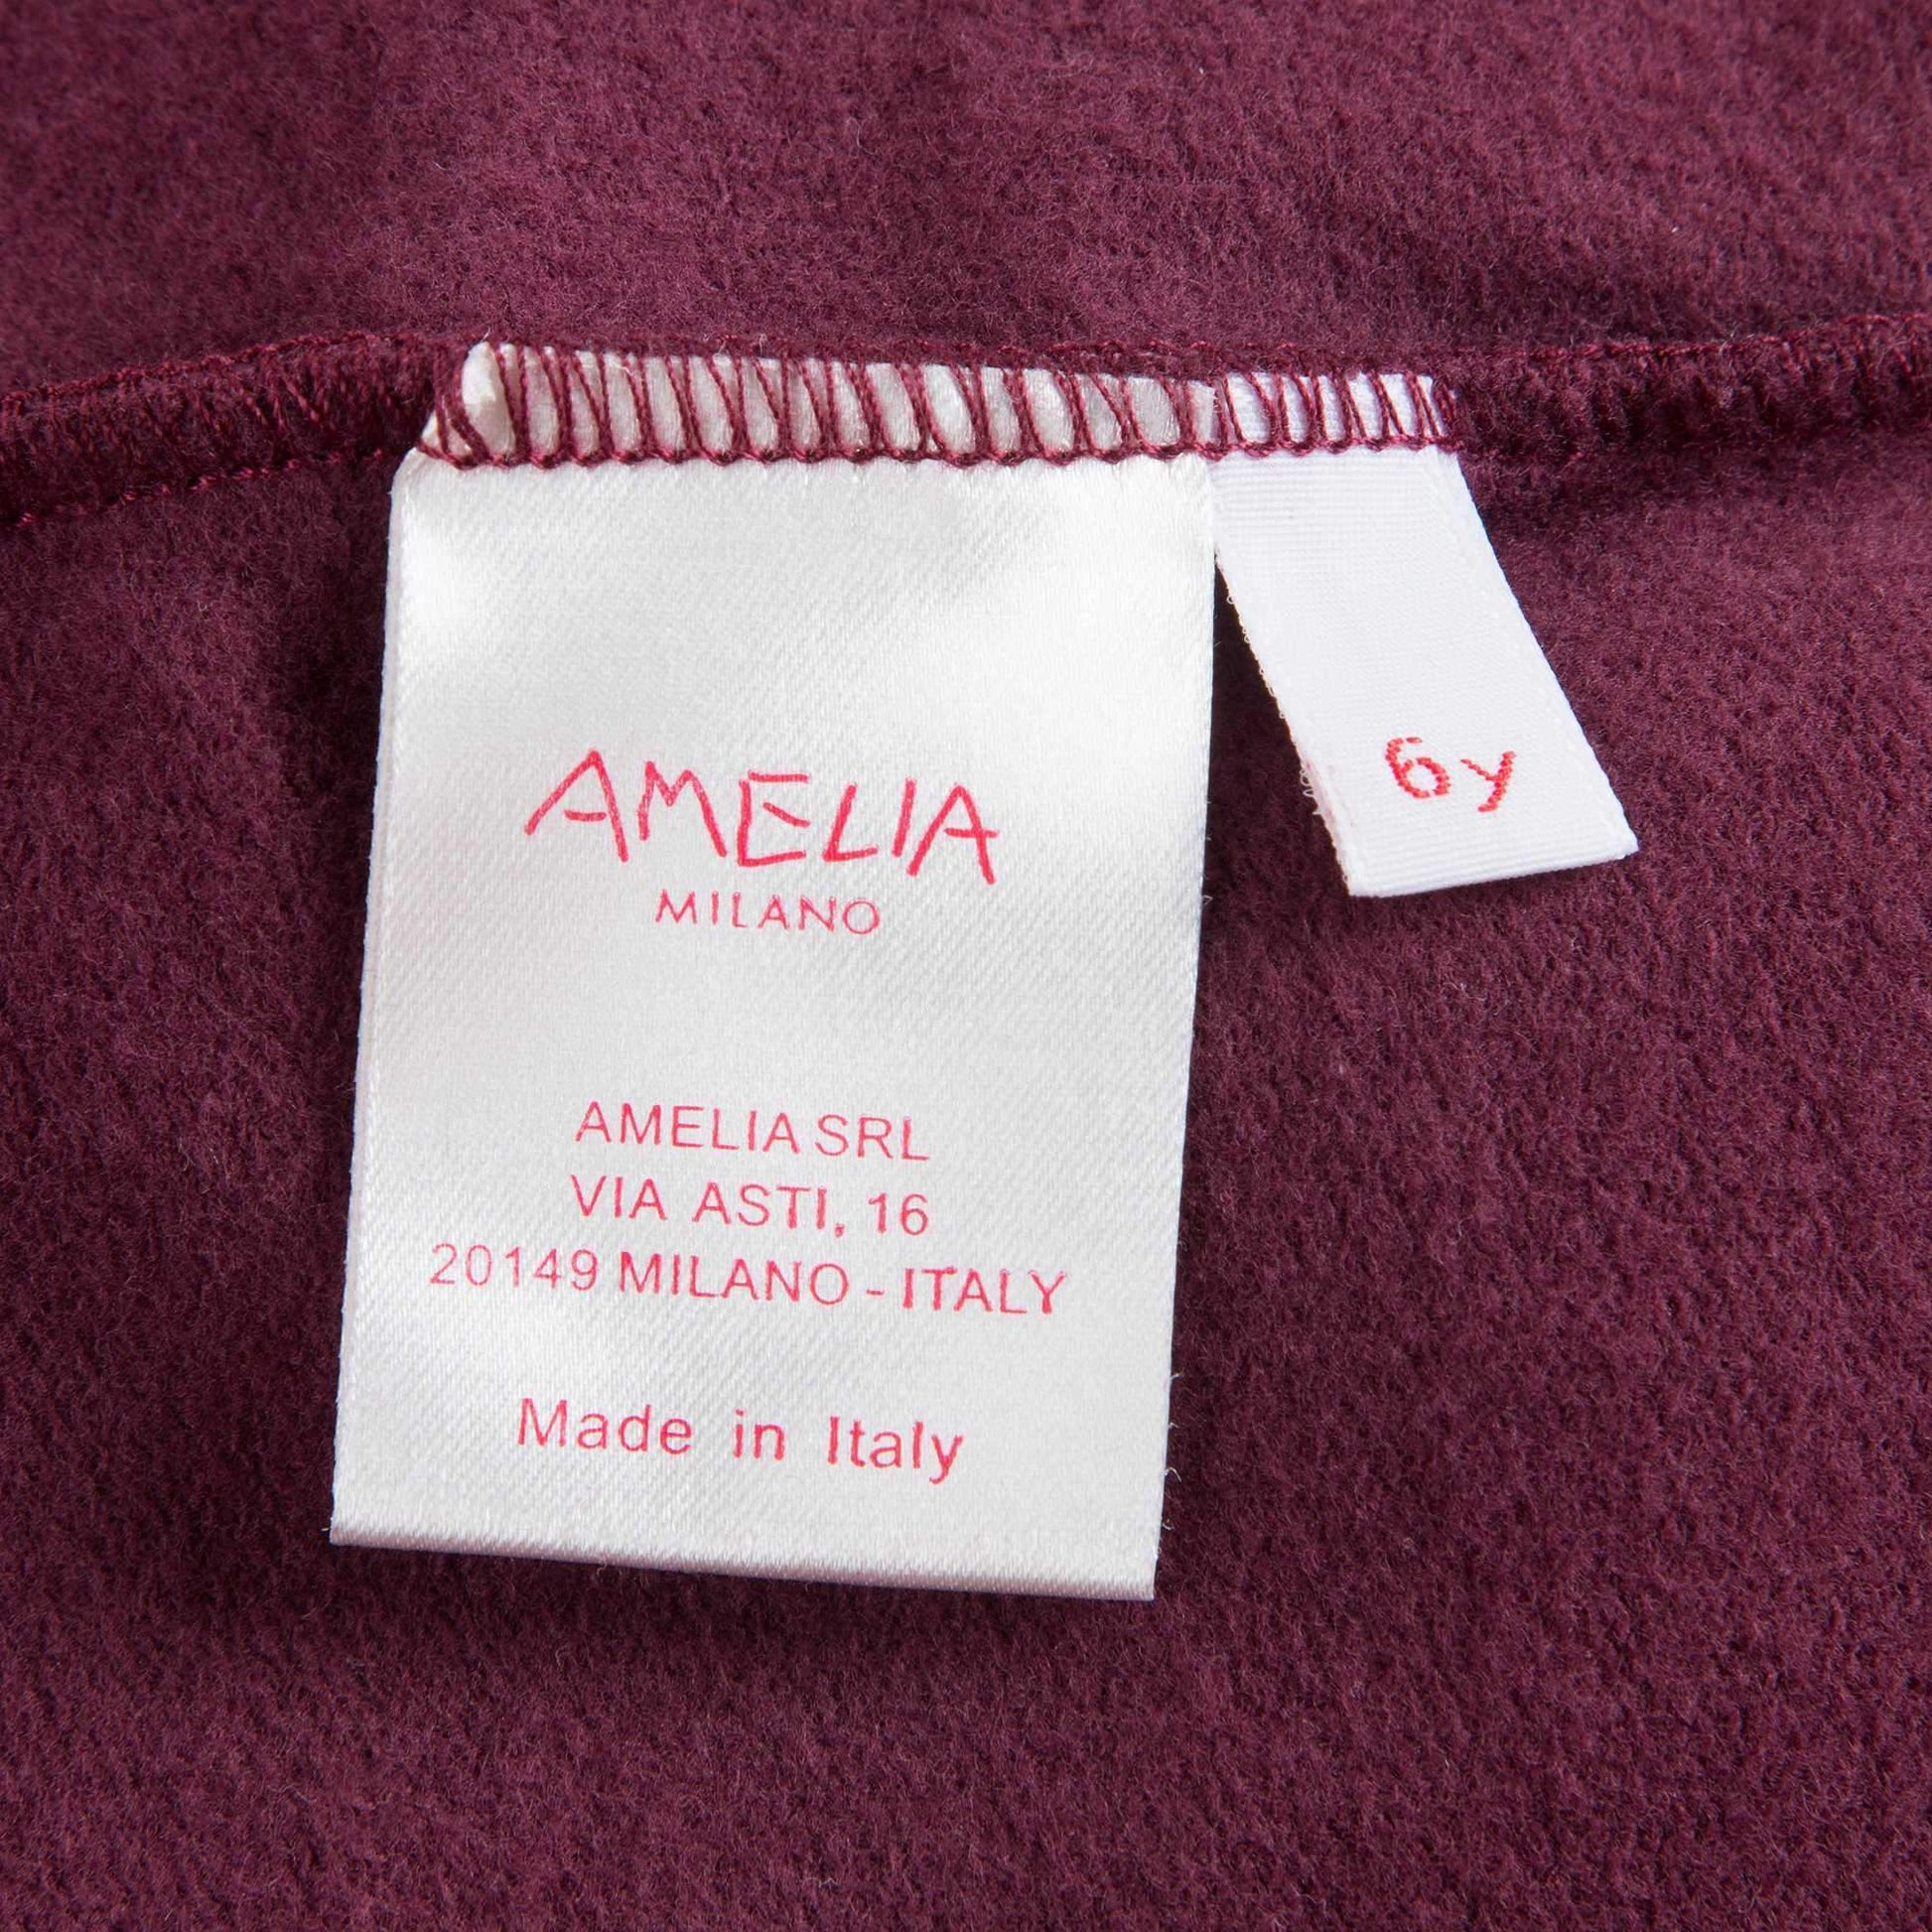 AMELIA
MILANO
6y
AMELIA SRL
VIA ASTI, 16
20149 MILANO - ITALY
Made in Italy